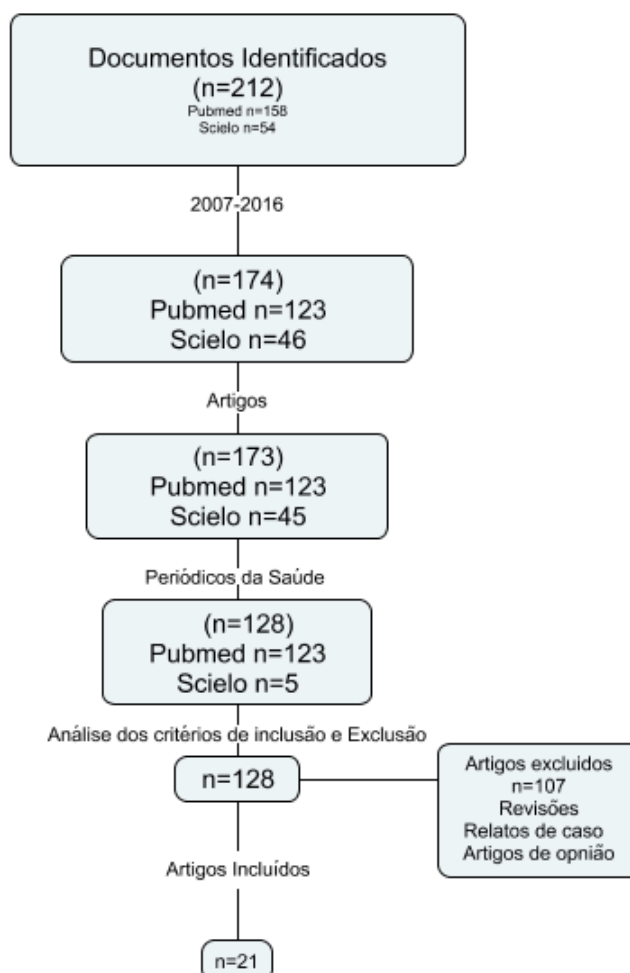 Documentos Identificados
(n=212)
Pubmed n=158
Scielo n=54
2007-2016
(n=174)
Pubmed n=123
Scielo n=46
Artigos
(n=173)
Pubmed n=123
Scielo n=45
Periódicos da Saúde
(n=128)
Pubmed n=123
Scielo n=5
Análise dos critérios de inclusão e Exclusão
n=128
Artigos excluidos
n=107
Revisões
Relatos de caso
Artigos de opnião
Artigos Incluídos
n=21